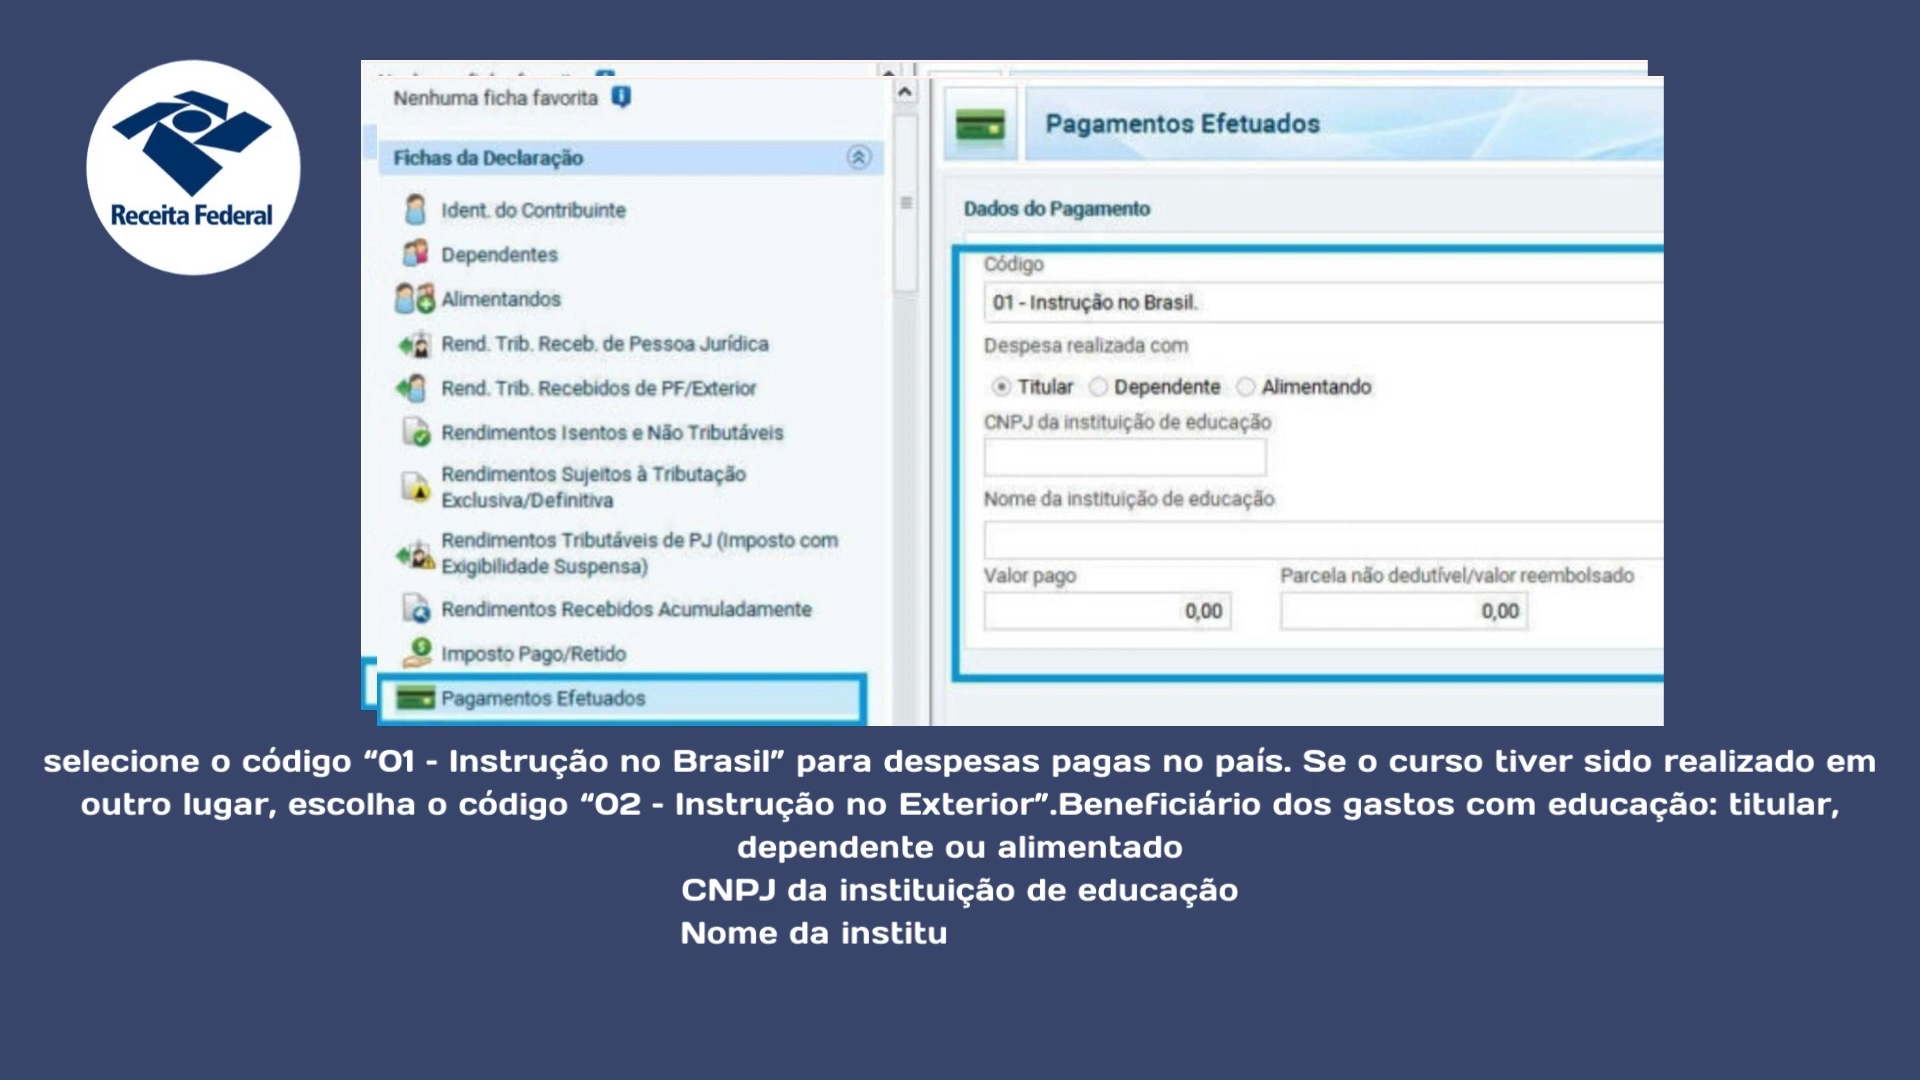 Receita Federal
Nenhuma ficha favorita
Fichas da Declaração
Ident. do Contribuinte
Dependentes
Alimentandos
Rend. Trib. Receb. de Pessoa Jurídica
Rend. Trib. Recebidos de PF/Exterior
Rendimentos Isentos e Não Tributáveis
Rendimentos Sujeitos à Tributação
Exclusiva/Definitiva
Rendimentos Tributáveis de PJ (Imposto com
Exigibilidade Suspensa)
Rendimentos Recebidos Acumuladamente
Imposto Pago/Retido
Pagamentos Efetuados
Pagamentos Efetuados
Dados do Pagamento
Código
01 - Instrução no Brasil.
Despesa realizada com
Titular Dependente Alimentando
CNPJ da instituição de educação
Nome da instituição de educação
Valor pago Parcela não dedutível/valor reembolsado
0,00 0,00
selecione o código “01 - Instrução no Brasil” para despesas pagas no país. Se o curso tiver sido realizado em
outro lugar, escolha o código “02 - Instrução no Exterior”.Beneficiário dos gastos com educação: titular,
dependente ou alimentado
CNPJ da instituição de educação
Nome da institu